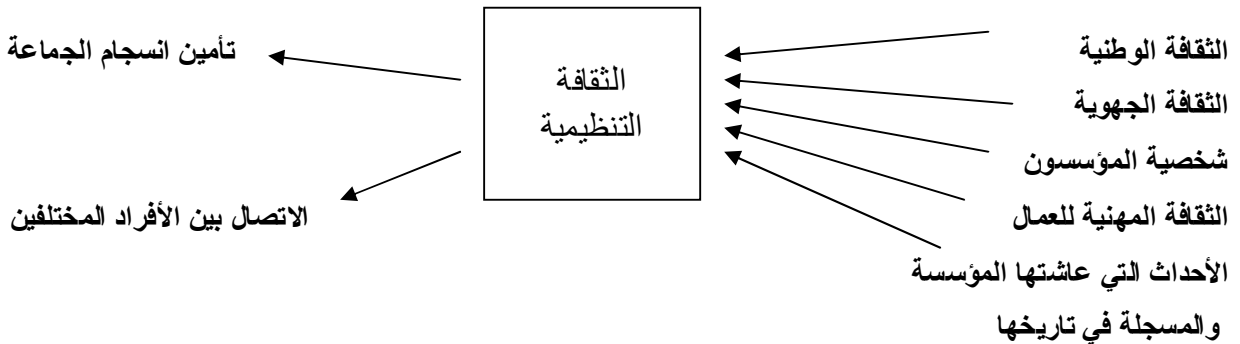 الثقافة الوطنية
الثقافة الجهوية
شخصية المؤسسون
الثقافة المهنية للعمال
الأحداث التي عاشتها المؤسسة
والمسجلة في تاريخها
الثقافة
التنظيمية
تأمين انسجام الجماعة
الاتصال بين الأفراد المختلفين